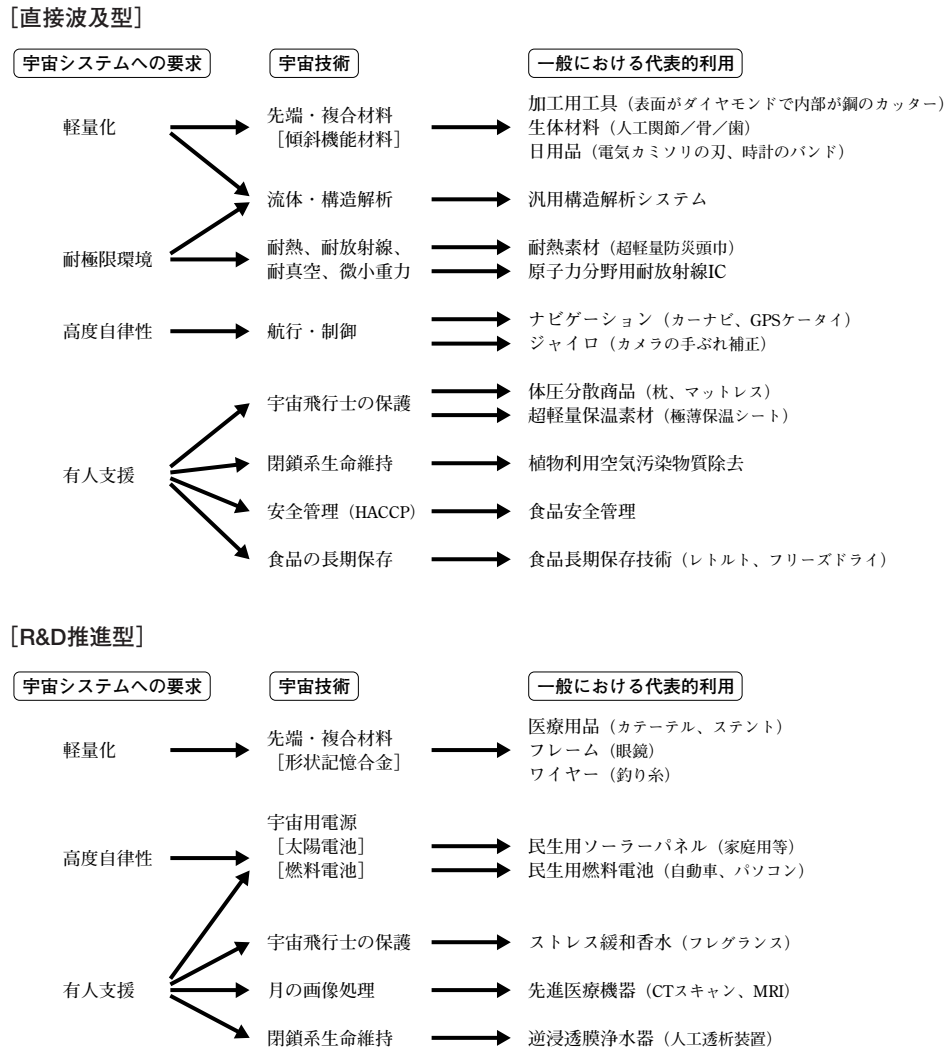 ［直接波及型］
宇宙システムへの要求 宇宙技術 一般における代表的利用
軽量化
先端・複合材料
［傾斜機能材料］
加工用工具（表面がダイヤモンドで内部が鋼のカッター）
生体材料（人工関節／骨／歯）
日用品（電気カミソリの刃、時計のバンド）
流体・構造解析
汎用構造解析システム
耐極限環境
耐熱、耐放射線、
耐真空、微小重力
耐熱素材（超軽量防災頭巾）
原子力分野用耐放射線IC
高度自律性
航行・制御
ナビゲーション（カーナビ、GPSケータイ）
ジャイロ（カメラの手ぶれ補正）
有人支援
宇宙飛行士の保護
体圧分散商品（枕、マットレス）
超軽量保温素材（極薄保温シート）
閉鎖系生命維持
植物利用空気汚染物質除去
安全管理（HACCP）
食品安全管理
食品の長期保存
食品長期保存技術（レトルト、フリーズドライ）
［R&D推進型］
宇宙システムへの要求 宇宙技術 一般における代表的利用
軽量化
先端・複合材料
［形状記憶合金］
医療用品（カテーテル、ステント）
フレーム（眼鏡）
ワイヤー（釣り糸）
高度自律性
宇宙用電源
［太陽電池］
［燃料電池］
民生用ソーラーパネル（家庭用等）
民生用燃料電池（自動車、パソコン）
有人支援
宇宙飛行士の保護
ストレス緩和香水（フレグランス）
月の画像処理
先進医療機器（CTスキャン、MRI）
閉鎖系生命維持
逆浸透膜浄水器（人工透析装置）